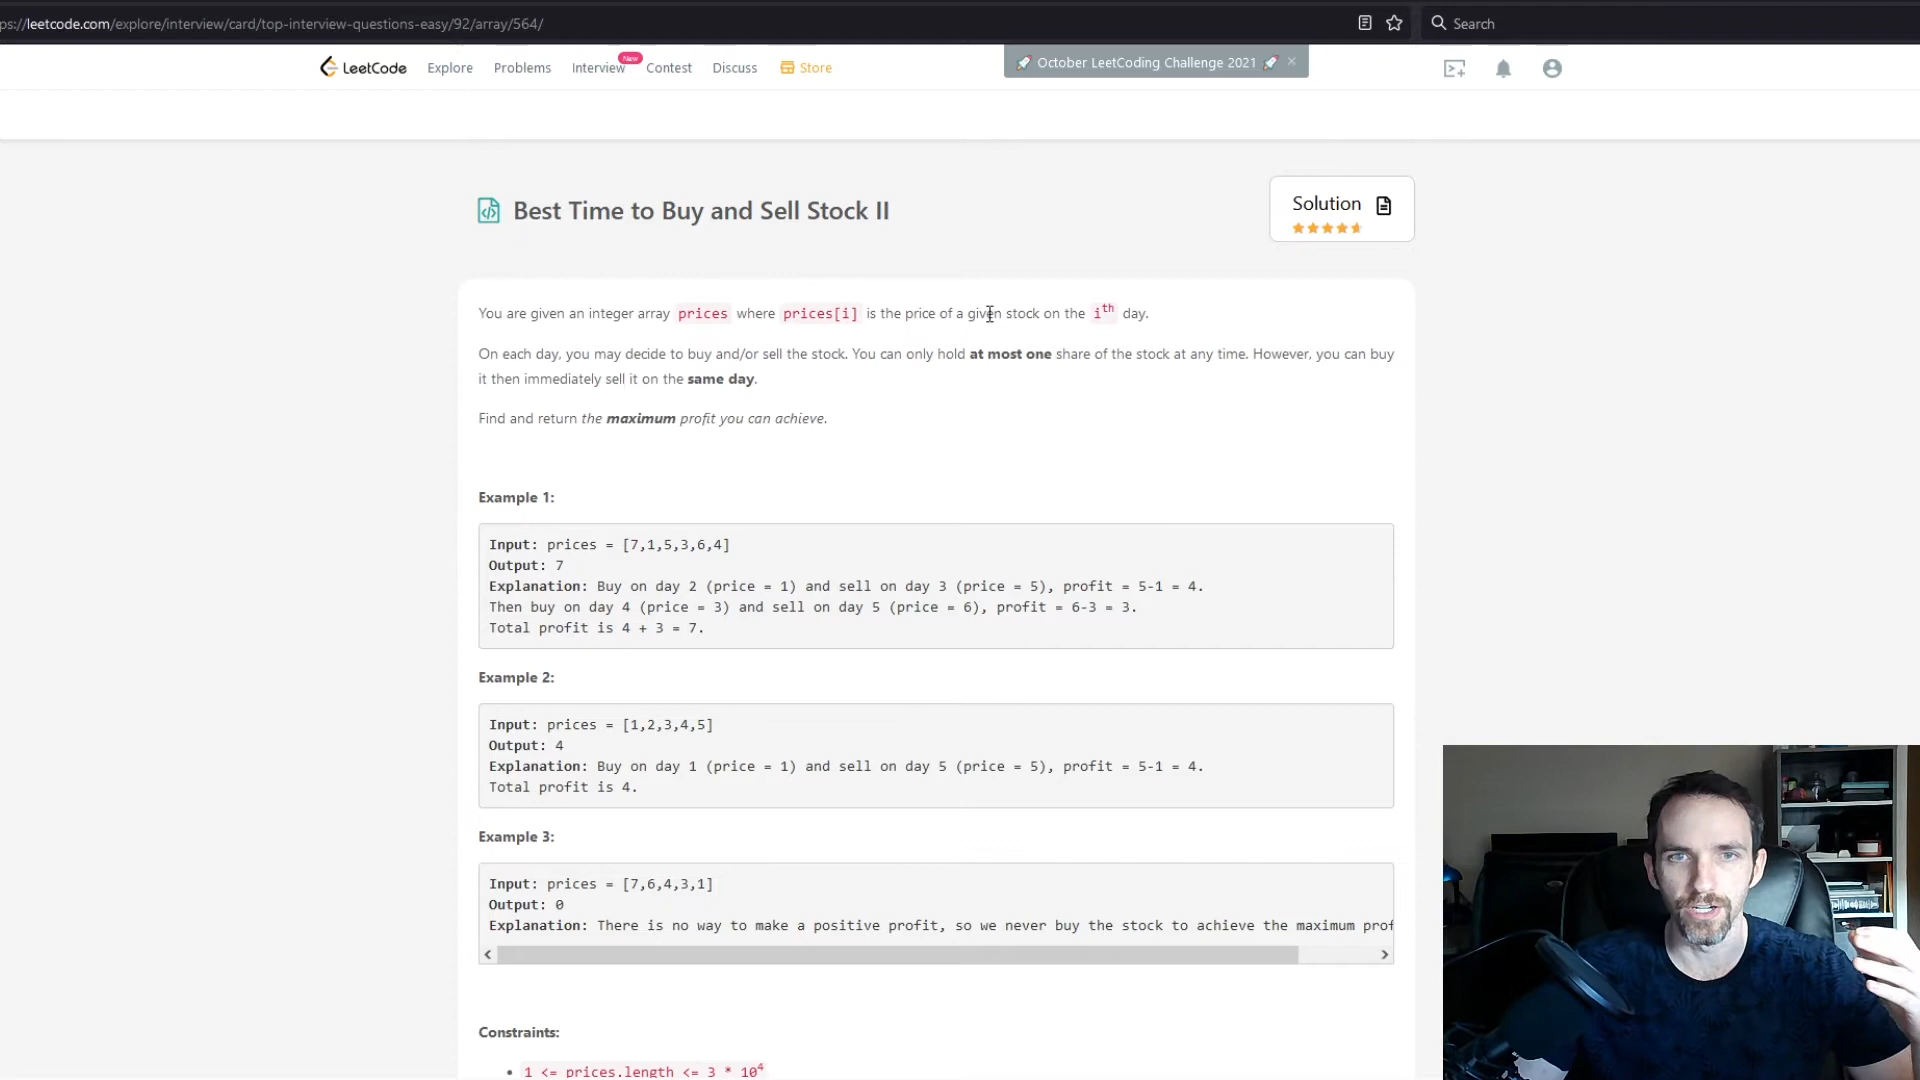 ps://leetcode.com/explore/interview/card/top-interview-questions-easy/92/array/564/
Search
LeetCode
Explore
Problems
Interview
New
Contest
Discuss
Store
🚀 October LeetCoding Challenge 2021 🚀 ×
Best Time to Buy and Sell Stock II
Solution
You are given an integer array prices where prices[i] is the price of a given stock on the ith day.
On each day, you may decide to buy and/or sell the stock. You can only hold at most one share of the stock at any time. However, you can buy
it then immediately sell it on the same day.
Find and return the maximum profit you can achieve.
Example 1:
Input: prices = [7,1,5,3,6,4]
Output: 7
Explanation: Buy on day 2 (price = 1) and sell on day 3 (price = 5), profit = 5-1 = 4.
Then buy on day 4 (price = 3) and sell on day 5 (price = 6), profit = 6-3 = 3.
Total profit is 4 + 3 = 7.
Example 2:
Input: prices = [1,2,3,4,5]
Output: 4
Explanation: Buy on day 1 (price = 1) and sell on day 5 (price = 5), profit = 5-1 = 4.
Total profit is 4.
Example 3:
Input: prices = [7,6,4,3,1]
Output: 0
Explanation: There is no way to make a positive profit, so we never buy the stock to achieve the maximum prof
Constraints:
• 1 <= prices.length <= 3 * 10^4